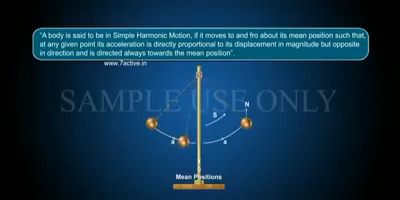 "A body is said to be in Simple Harmonic Motion, if it moves to and fro about its mean position such that,
at any given point its acceleration is directly proportional to its displacement in magnitude but opposite
in direction and is directed always towards the mean position".
www.7active.in
SAMPLE USE ONLY
N
S
a a
Mean Positions